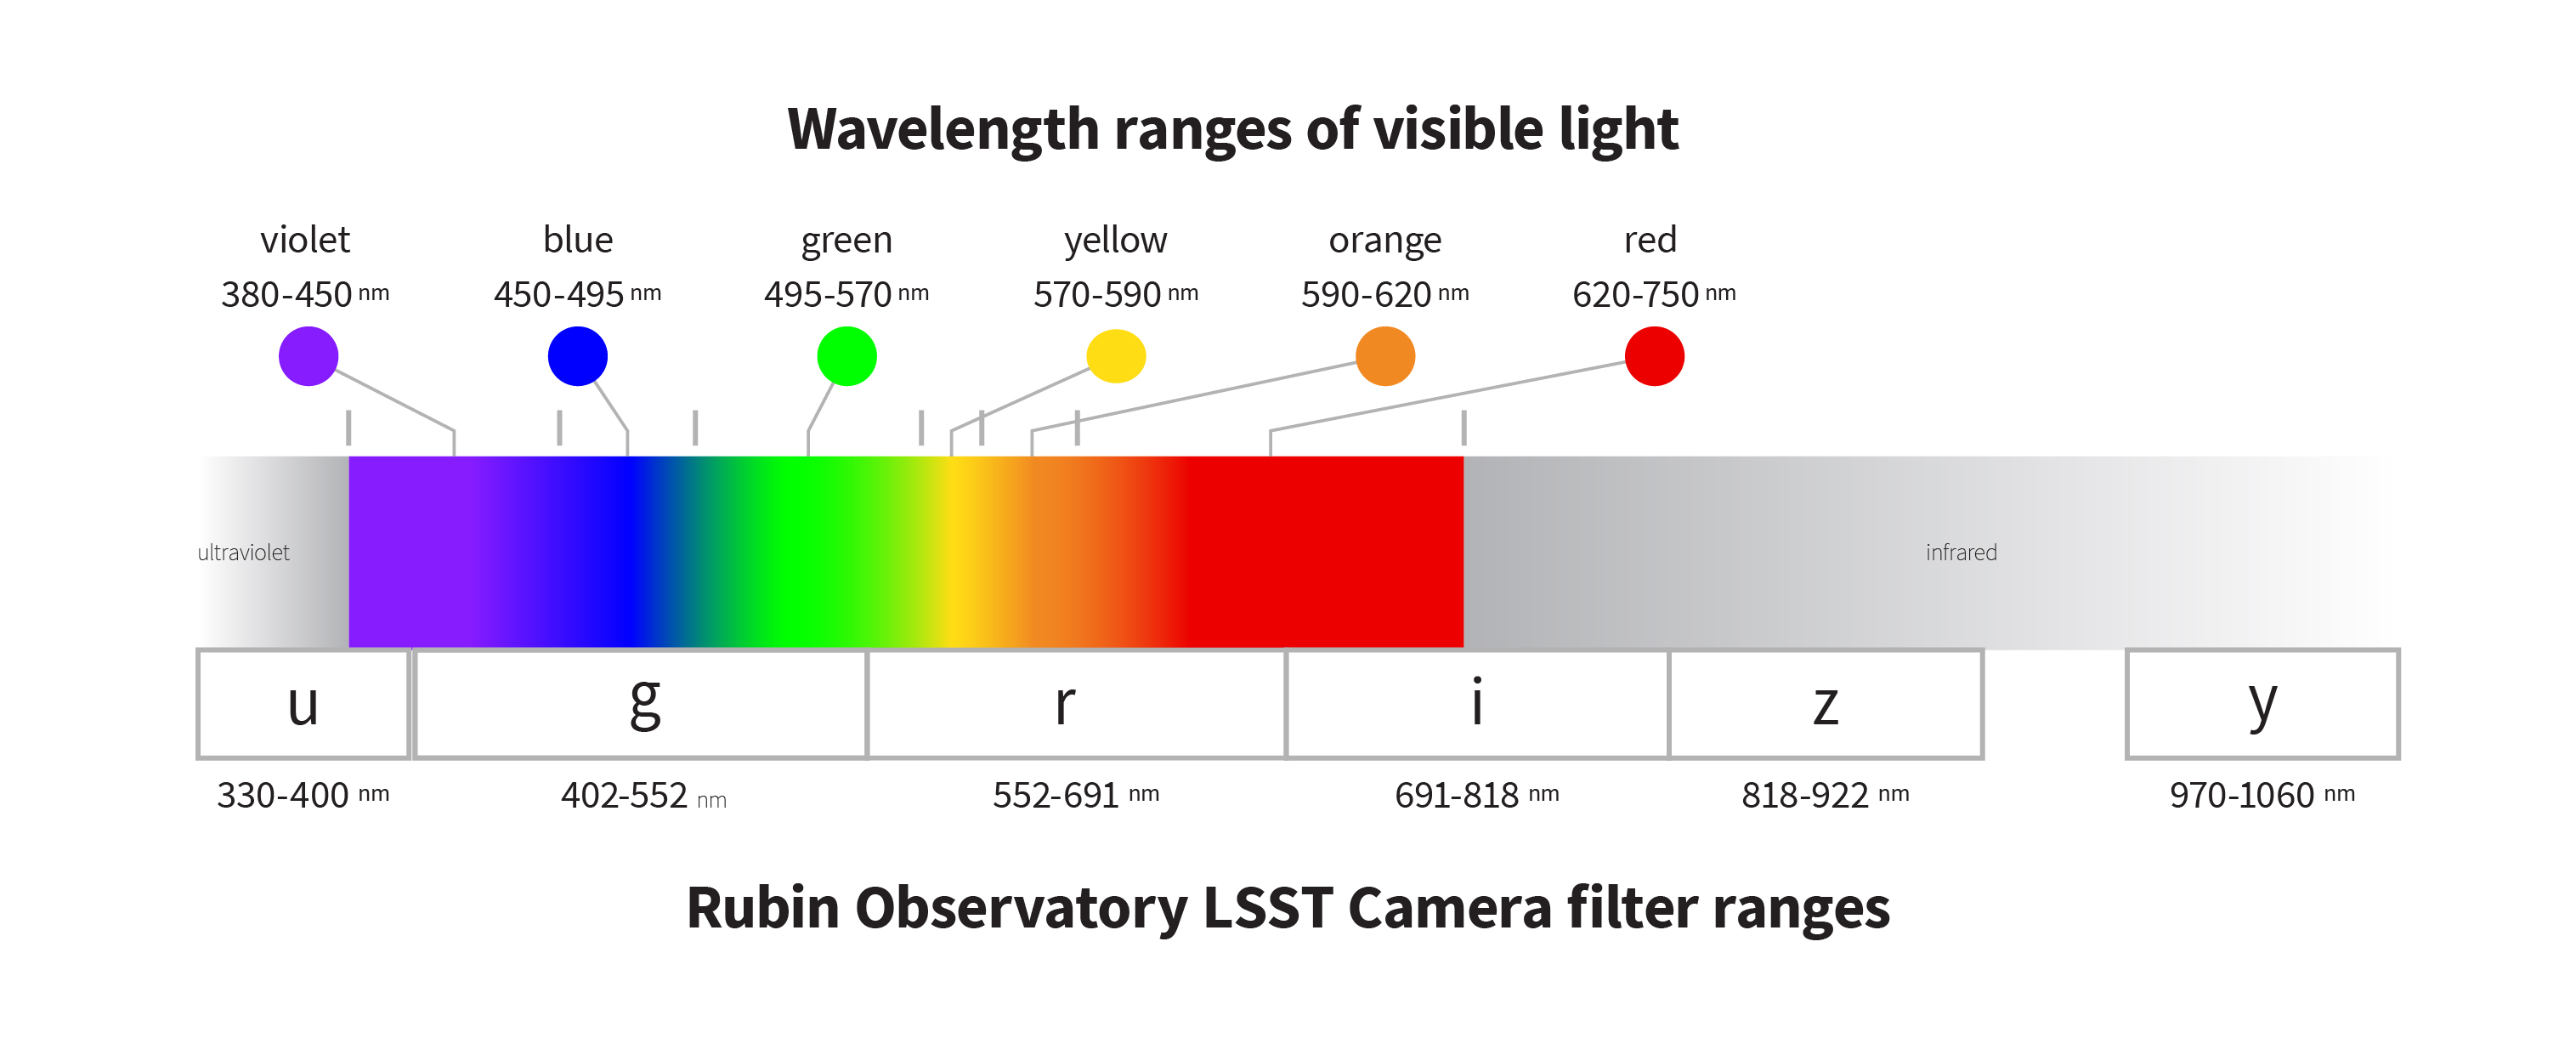 Wavelength ranges of visible light
violet blue green yellow orange red
380-450 nm 450-495 nm 495-570 nm 570-590 nm 590-620 nm 620-750 nm
ultraviolet infrared
u g r i z y
330-400 nm 402-552 nm 552-691 nm 691-818 nm 818-922 nm 970-1060 nm
Rubin Observatory LSST Camera filter ranges